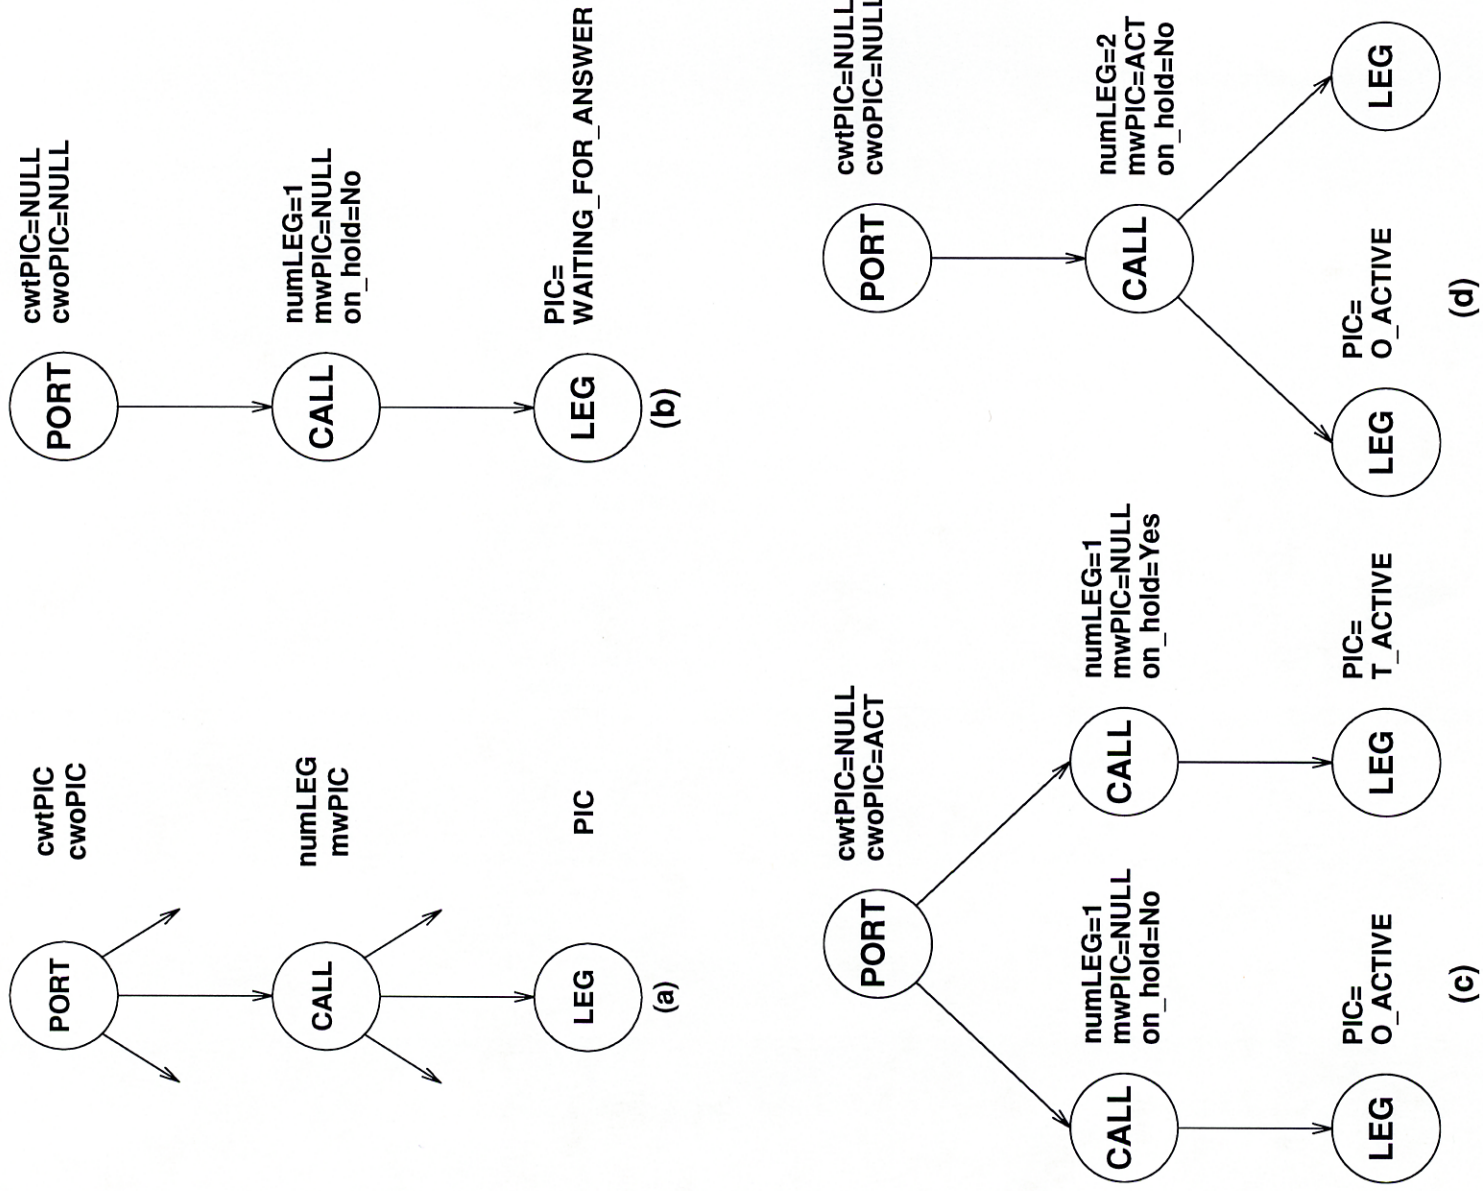 PORT
cwtPIC
cwoPIC
CALL
numLEG
mwPIC
LEG
PIC
(a)
PORT
cwtPIC=NULL
cwoPIC=NULL
CALL
numLEG=1
mwPIC=NULL
on_hold=No
LEG
PIC=
WAITING_FOR_ANSWER
(b)
PORT
cwtPIC=NULL
cwoPIC=ACT
CALL
numLEG=1
mwPIC=NULL
on_hold=No
CALL
numLEG=1
mwPIC=NULL
on_hold=Yes
LEG
PIC=
O_ACTIVE
LEG
PIC=
T_ACTIVE
(c)
PORT
cwtPIC=NULL
cwoPIC=NULL
CALL
numLEG=2
mwPIC=ACT
on_hold=No
LEG
PIC=
O_ACTIVE
LEG
(d)